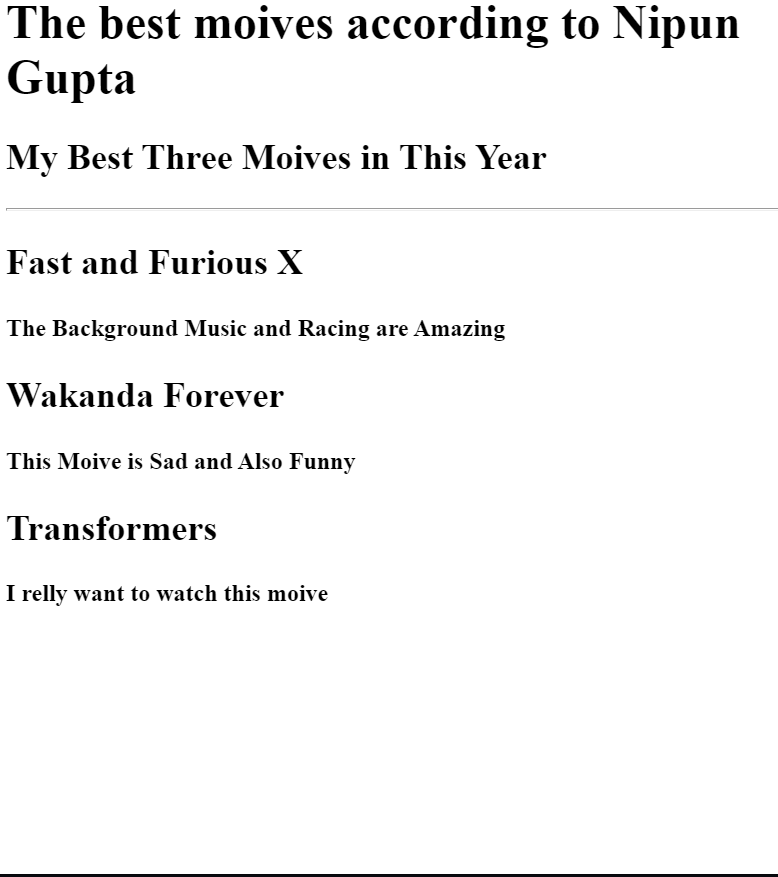 The best moives according to Nipun
Gupta
My Best Three Moives in This Year
Fast and Furious X
The Background Music and Racing are Amazing
Wakanda Forever
This Moive is Sad and Also Funny
Transformers
I relly want to watch this moive